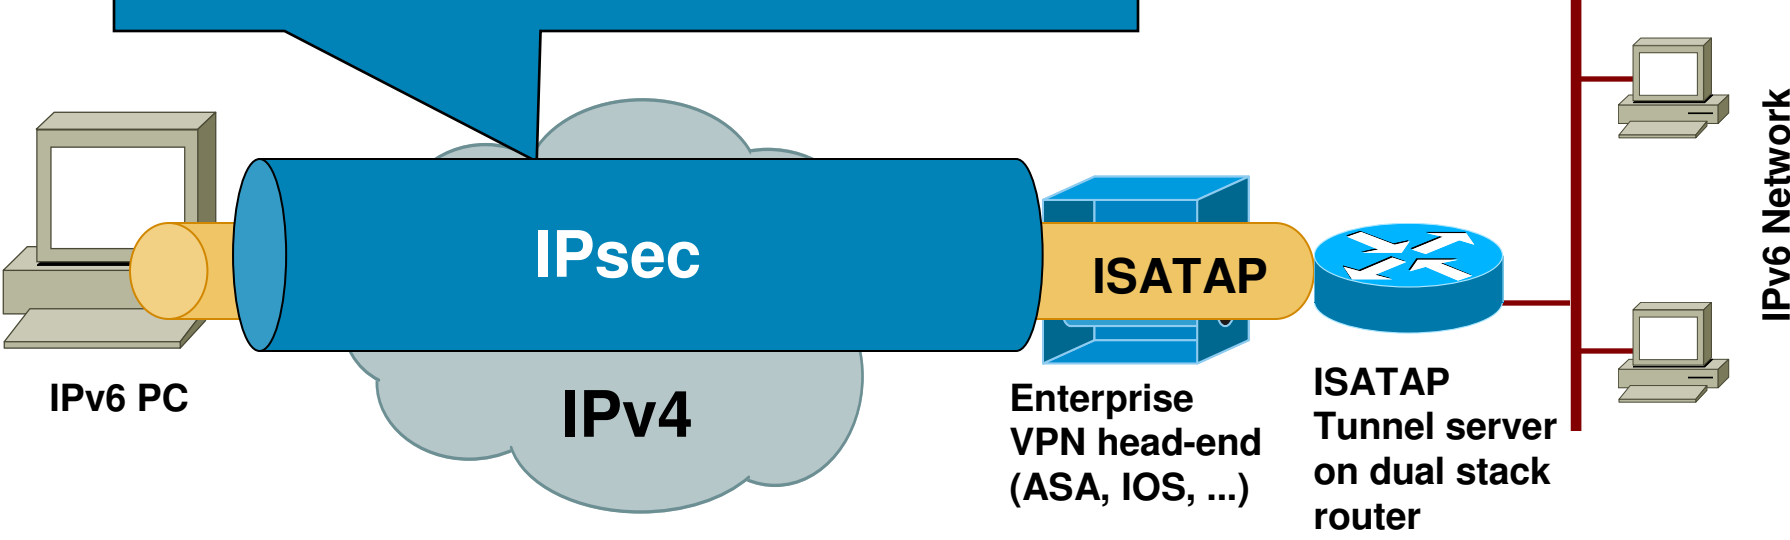 IPsec
ISATAP
IPv6 PC
IPv4
Enterprise
VPN head-end
(ASA, IOS, ...)
ISATAP
Tunnel server
on dual stack
router
IPv6 Network